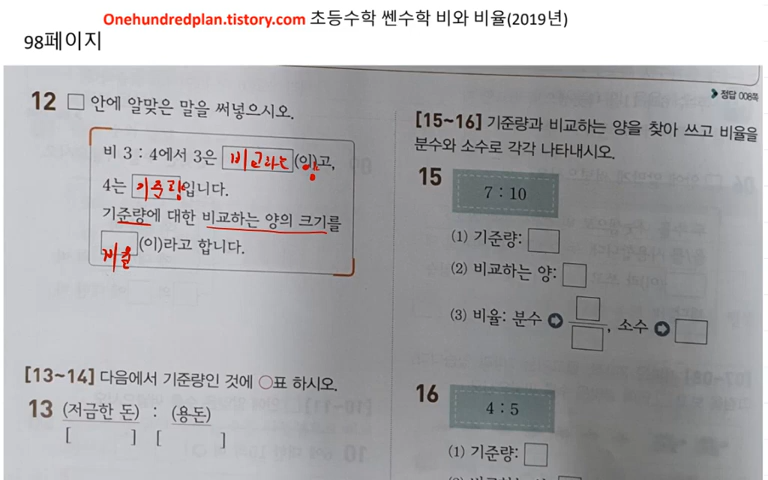 Onehundredplan.tistory.com 초등수학 쎈수학 비와 비율(2019년)
98페이지
정답 008쪽
12 □ 안에 알맞은 말을 써넣으시오.
비 3 : 4에서 3은 비교하는 양(이)고,
4는 기준량입니다.
기준량에 대한 비교하는 양의 크기를
비율(이)라고 합니다.
[13~14] 다음에서 기준량인 것에 ○표 하시오.
13 (저금한 돈) : (용돈)
[ ] [ ]
[15~16] 기준량과 비교하는 양을 찾아 쓰고 비율을
분수와 소수로 각각 나타내시오.
15
7 : 10
(1) 기준량: □
(2) 비교하는 양: □
(3) 비율: 분수 ➡ □/□, 소수 ➡ □
16
4 : 5
(1) 기준량: □